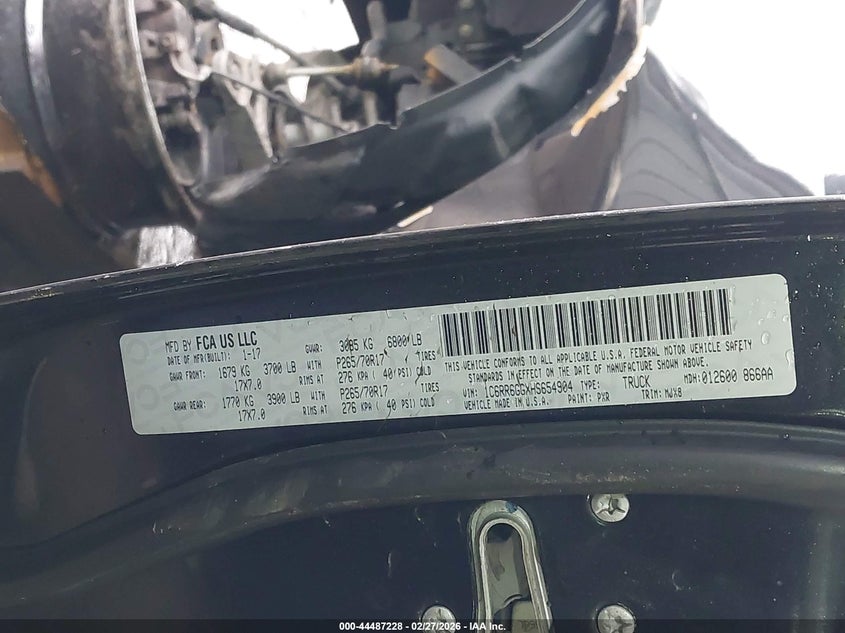 MFD BY FCA US LLC
DATE OF MFR(BUILT): 1-17 GVWR: 3085 KG 6800 LB
GAWR FRONT: 1679 KG 3700 LB WITH P265/70R17 TIRES
17X7.0 RIMS AT 276 KPA ( 40 PSI) COLD
GAWR REAR: 1770 KG 3900 LB WITH P265/70R17 TIRES
17X7.0 RIMS AT 276 KPA ( 40 PSI) COLD
THIS VEHICLE CONFORMS TO ALL APPLICABLE U.S.A. FEDERAL MOTOR VEHICLE SAFETY
STANDARDS IN EFFECT ON THE DATE OF MANUFACTURE SHOWN ABOVE.
VIN: 1C6RR6GGXHS654904 TYPE: TRUCK MDH: 012600 866AA
VEHICLE MADE IN U.S.A. PAINT: PXR TRIM: MJX8
000-44487228 - 02/27/2026 - IAA Inc.